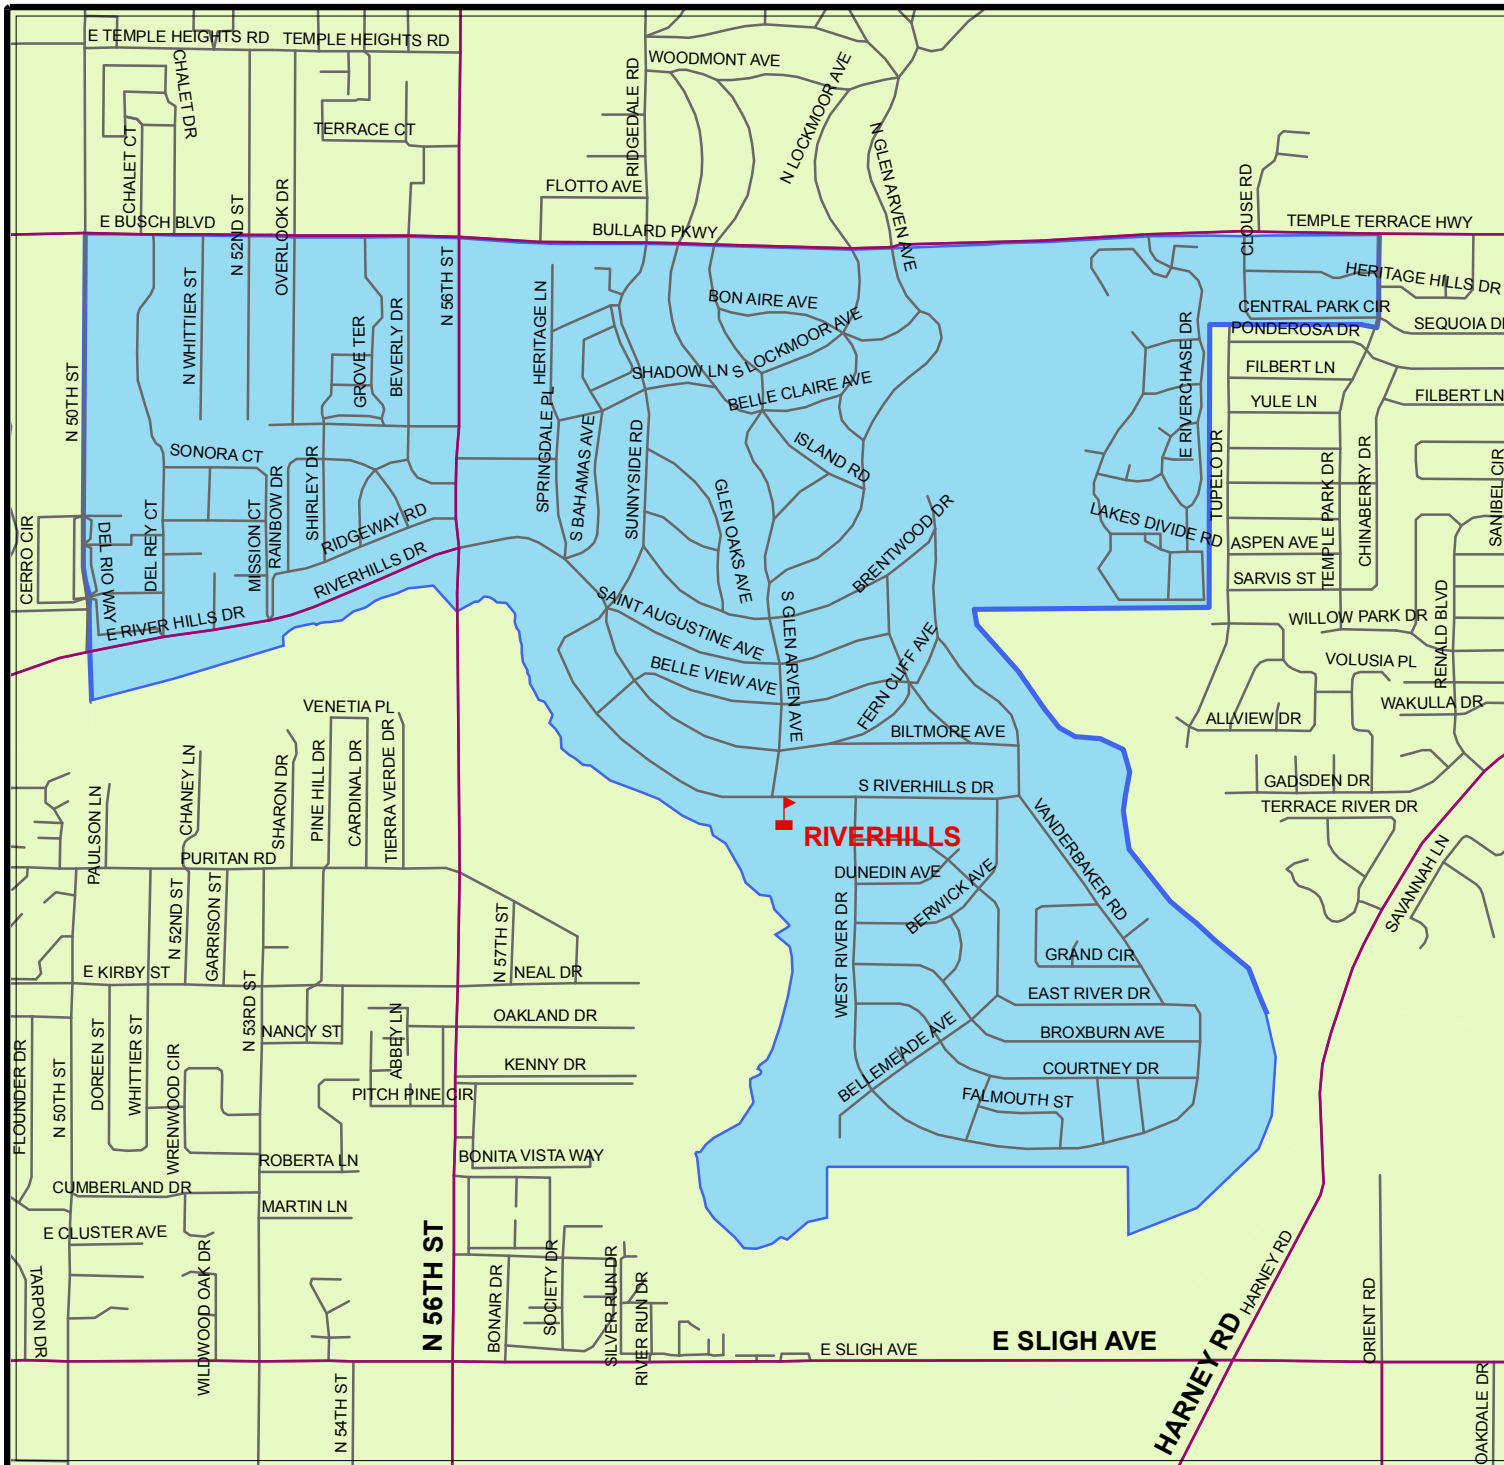 E TEMPLE HEIGHTS RD
TEMPLE HEIGHTS RD
WOODMONT AVE
CHALET DR
RIDGEDALE RD
N LOCKMOOR AVE
TERRACE CT
N GLEN ARVEN AVE
CHALET CT
FLOTTO AVE
N 52ND ST
OVERLOOK DR
CLOUSE RD
E BUSCH BLVD
BULLARD PKWY
TEMPLE TERRACE HWY
N WHITTIER ST
N 56TH ST
HERITAGE LN
BON AIRE AVE
HERITAGE HILLS DR
CENTRAL PARK CIR
GROVE TER
BEVERLY DR
S LOCKMOOR AVE
E RIVERCHASE DR
PONDEROSA DR
SEQUOIA DR
N 50TH ST
SHADOW LN
BELLE CLAIRE AVE
FILBERT LN
YULE LN
FILBERT LN
SONORA CT
SPRINGDALE PL
S BAHAMAS AVE
SUNNYSIDE RD
ISLAND RD
TUPELO DR
TEMPLE PARK DR
CHINABERRY DR
SANIBEL CIR
RAINBOW DR
SHIRLEY DR
GLEN OAKS AVE
RIDGEWAY RD
BRENTWOOD DR
LAKES DIVIDE RD
ASPEN AVE
CERRO CIR
DEL RIO WAY
DEL REY CT
MISSION CT
RIVERHILLS DR
SARVIS ST
E RIVER HILLS DR
SAINT AUGUSTINE AVE
S GLEN ARVEN AVE
WILLOW PARK DR
RENALD BLVD
BELLE VIEW AVE
FERN CLIFF AVE
VOLUSIA PL
WAKULLA DR
VENETIA PL
BILTMORE AVE
ALLVIEW DR
CHANEY LN
SHARON DR
PINE HILL DR
CARDINAL DR
TIERRA VERDE DR
PAULSON LN
S RIVERHILLS DR
GADSDEN DR
TERRACE RIVER DR
RIVERHILLS
VANDERBAKER RD
PURITAN RD
DUNEDIN AVE
BERWICK AVE
SAVANNAH LN
N 52ND ST
GARRISON ST
N 57TH ST
WEST RIVER DR
GRAND CIR
E KIRBY ST
NEAL DR
EAST RIVER DR
N 53RD ST
NANCY ST
OAKLAND DR
BROXBURN AVE
FLOUNDER DR
N 50TH ST
DOREEN ST
WHITTIER ST
WRENWOOD CIR
ABBEY LN
KENNY DR
BELLEMEADE AVE
COURTNEY DR
PITCH PINE CIR
FALMOUTH ST
ROBERTA LN
BONITA VISTA WAY
CUMBERLAND DR
MARTIN LN
E CLUSTER AVE
N 56TH ST
TARPON DR
WILDWOOD OAK DR
BONAIR DR
SOCIETY DR
SILVER RUN DR
RIVER RUN DR
HARNEY RD
ORIENT RD
E SLIGH AVE
E SLIGH AVE
HARNEY RD
N 54TH ST
OAKDALE DR